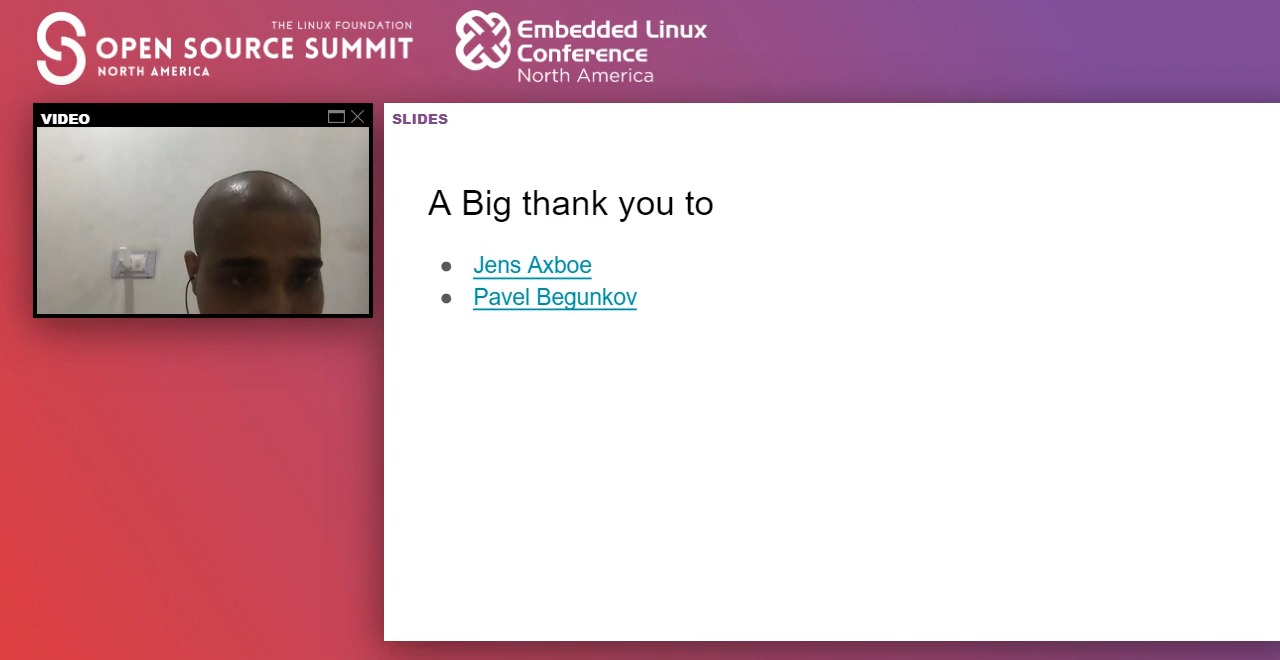 THE LINUX FOUNDATION
OPEN SOURCE SUMMIT
NORTH AMERICA
Embedded Linux
Conference
North America
VIDEO
SLIDES
A Big thank you to
Jens Axboe
Pavel Begunkov